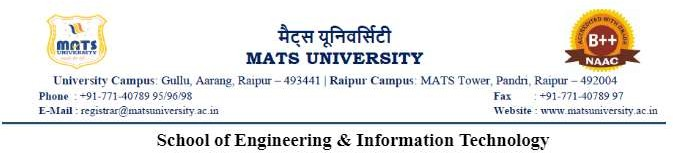 मैट्स यूनिवर्सिटी
MATS
UNIVERSITY
MATS UNIVERSITY
B++
NAAC
University Campus: Gullu, Aarang, Raipur – 493441 | Raipur Campus: MATS Tower, Pandri, Raipur – 492004
Phone : +91-771-40789 95/96/98 Fax : +91-771-40789 97
E-Mail : registrar@matsuniversity.ac.in Website : www.matsuniversity.ac.in
School of Engineering & Information Technology